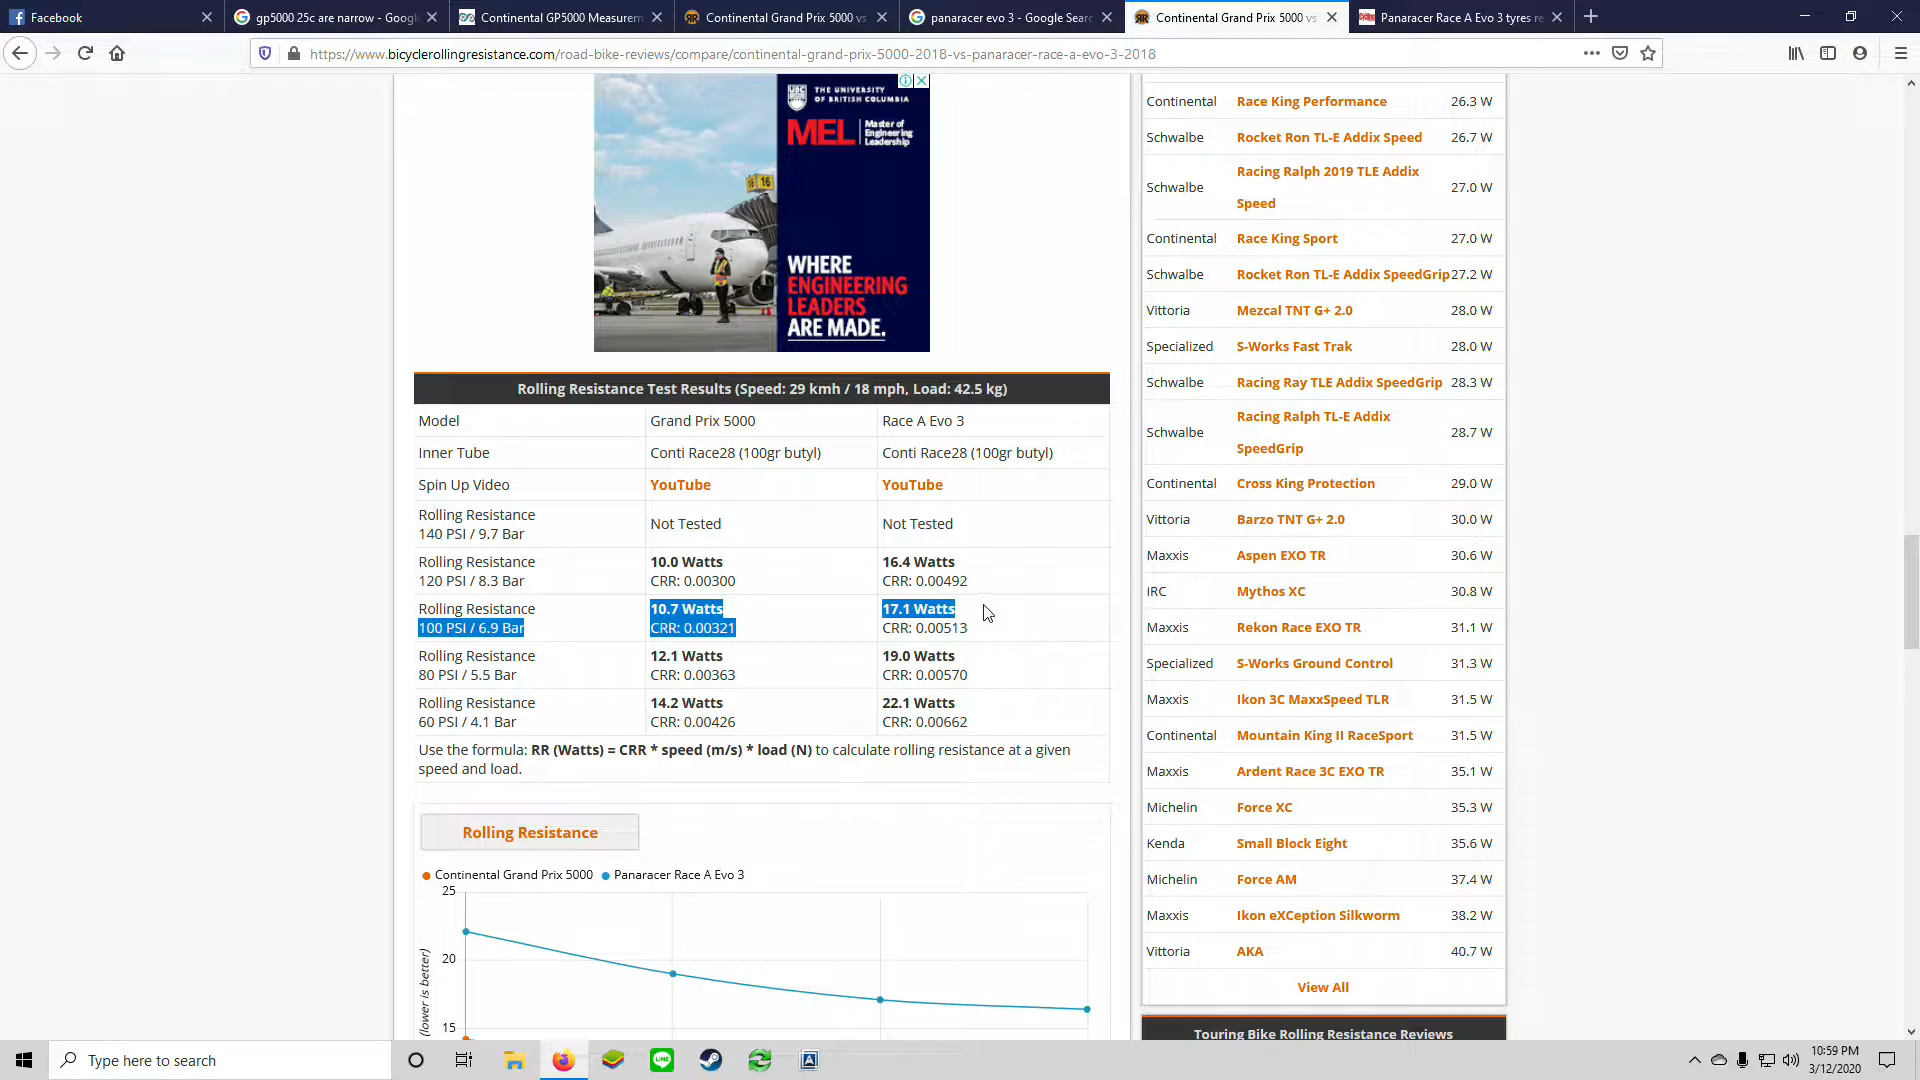 Facebook
gp5000 25c are narrow - Googl
Continental GP5000 Measurem
Continental Grand Prix 5000 vs
panaracer evo 3 - Google Sear
Continental Grand Prix 5000 vs
Panaracer Race A Evo 3 tyres re
https://www.bicyclerollingresistance.com/road-bike-reviews/compare/continental-grand-prix-5000-2018-vs-panaracer-race-a-evo-3-2018
UBC
THE UNIVERSITY
OF BRITISH COLUMBIA
MEL
Master of
Engineering
Leadership
16 16
WHERE
ENGINEERING
LEADERS
ARE MADE.
Rolling Resistance Test Results (Speed: 29 kmh / 18 mph, Load: 42.5 kg)
Model Grand Prix 5000 Race A Evo 3
Inner Tube Conti Race28 (100gr butyl) Conti Race28 (100gr butyl)
Spin Up Video YouTube YouTube
Rolling Resistance
140 PSI / 9.7 Bar
Not Tested Not Tested
Rolling Resistance 10.0 Watts 16.4 Watts
120 PSI / 8.3 Bar CRR: 0.00300 CRR: 0.00492
Rolling Resistance 10.7 Watts 17.1 Watts
100 PSI / 6.9 Bar CRR: 0.00321 CRR: 0.00513
Rolling Resistance 12.1 Watts 19.0 Watts
80 PSI / 5.5 Bar CRR: 0.00363 CRR: 0.00570
Rolling Resistance 14.2 Watts 22.1 Watts
60 PSI / 4.1 Bar CRR: 0.00426 CRR: 0.00662
Use the formula: RR (Watts) = CRR * speed (m/s) * load (N) to calculate rolling resistance at a given
speed and load.
Rolling Resistance
Continental Grand Prix 5000 Panaracer Race A Evo 3
25
20
15
(lower is better)
Continental Race King Performance 26.3 W
Schwalbe Rocket Ron TL-E Addix Speed 26.7 W
Schwalbe Racing Ralph 2019 TLE Addix
Speed 27.0 W
Continental Race King Sport 27.0 W
Schwalbe Rocket Ron TL-E Addix SpeedGrip 27.2 W
Vittoria Mezcal TNT G+ 2.0 28.0 W
Specialized S-Works Fast Trak 28.0 W
Schwalbe Racing Ray TLE Addix SpeedGrip 28.3 W
Schwalbe Racing Ralph TL-E Addix
SpeedGrip 28.7 W
Continental Cross King Protection 29.0 W
Vittoria Barzo TNT G+ 2.0 30.0 W
Maxxis Aspen EXO TR 30.6 W
IRC Mythos XC 30.8 W
Maxxis Rekon Race EXO TR 31.1 W
Specialized S-Works Ground Control 31.3 W
Maxxis Ikon 3C MaxxSpeed TLR 31.5 W
Continental Mountain King II RaceSport 31.5 W
Maxxis Ardent Race 3C EXO TR 35.1 W
Michelin Force XC 35.3 W
Kenda Small Block Eight 35.6 W
Michelin Force AM 37.4 W
Maxxis Ikon eXCeption Silkworm 38.2 W
Vittoria AKA 40.7 W
View All
Touring Bike Rolling Resistance Reviews
Type here to search
LINE
10:59 PM
3/12/2020